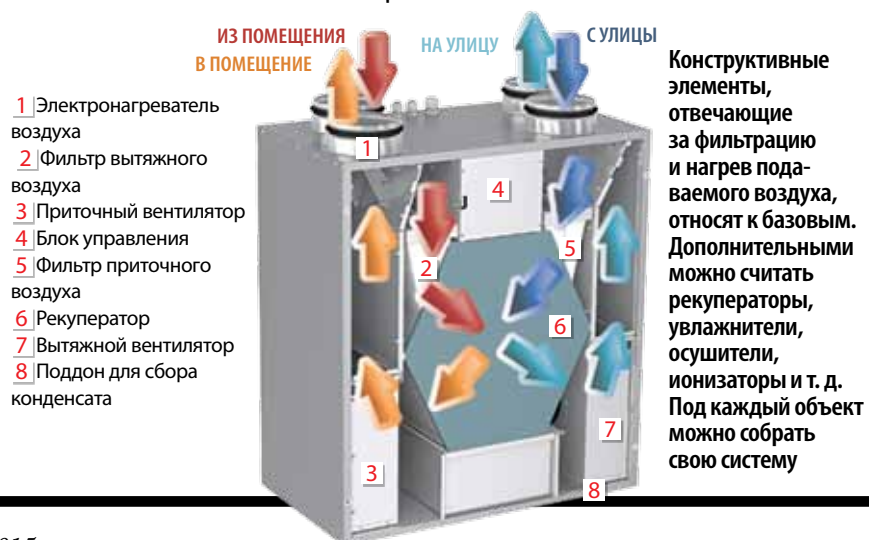 ИЗ ПОМЕЩЕНИЯ
В ПОМЕЩЕНИЕ
НА УЛИЦУ
С УЛИЦЫ
1 Электронагреватель
воздуха
2 Фильтр вытяжного
воздуха
3 Приточный вентилятор
4 Блок управления
5 Фильтр приточного
воздуха
6 Рекуператор
7 Вытяжной вентилятор
8 Поддон для сбора
конденсата
1
4
2
5
6
7
3
8
Конструктивные
элементы,
отвечающие
за фильтрацию
и нагрев пода-
ваемого воздуха,
относят к базовым.
Дополнительными
можно считать
рекуператоры,
увлажнители,
осушители,
ионизаторы и т. д.
Под каждый объект
можно собрать
свою систему